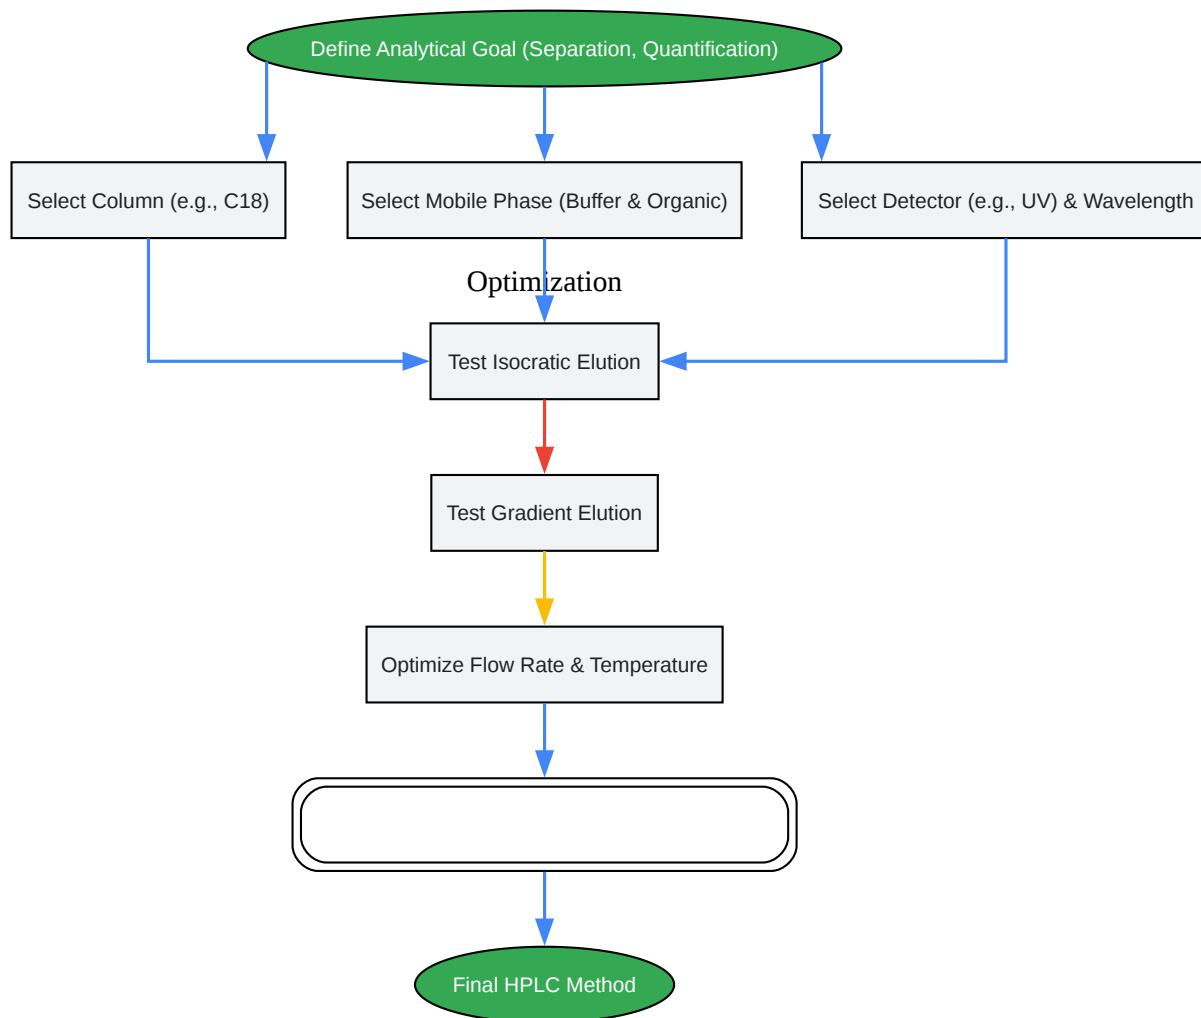 Define Analytical Goal (Separation, Quantification)
Select Column (e.g., C18)
Select Mobile Phase (Buffer & Organic)
Select Detector (e.g., UV) & Wavelength
Optimization
Test Isocratic Elution
Test Gradient Elution
Optimize Flow Rate & Temperature
Final HPLC Method